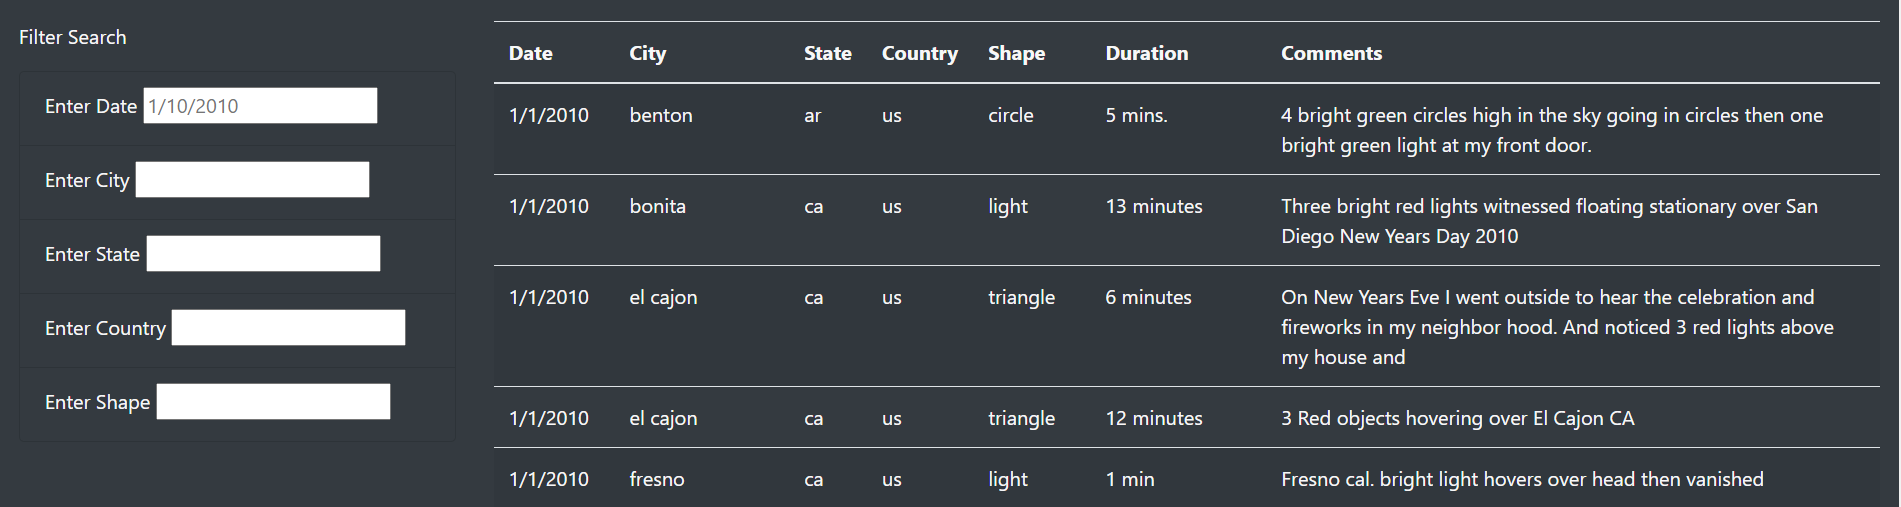 Filter Search
Enter Date 1/10/2010
Enter City
Enter State
Enter Country
Enter Shape
Date City State Country Shape Duration Comments
1/1/2010 benton ar us circle 5 mins. 4 bright green circles high in the sky going in circles then one
bright green light at my front door.
1/1/2010 bonita ca us light 13 minutes Three bright red lights witnessed floating stationary over San
Diego New Years Day 2010
1/1/2010 el cajon ca us triangle 6 minutes On New Years Eve I went outside to hear the celebration and
fireworks in my neighbor hood. And noticed 3 red lights above
my house and
1/1/2010 el cajon ca us triangle 12 minutes 3 Red objects hovering over El Cajon CA
1/1/2010 fresno ca us light 1 min Fresno cal. bright light hovers over head then vanished